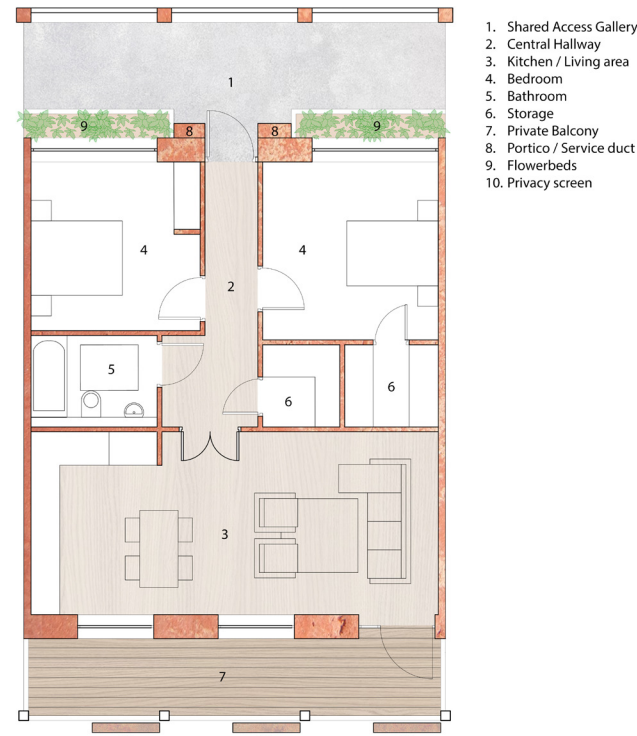 1. Shared Access Gallery
2. Central Hallway
3. Kitchen / Living area
4. Bedroom
5. Bathroom
6. Storage
7. Private Balcony
8. Portico / Service duct
9. Flowerbeds
10. Privacy screen
1
9
8
8
9
4
4
2
5
6
6
3
7